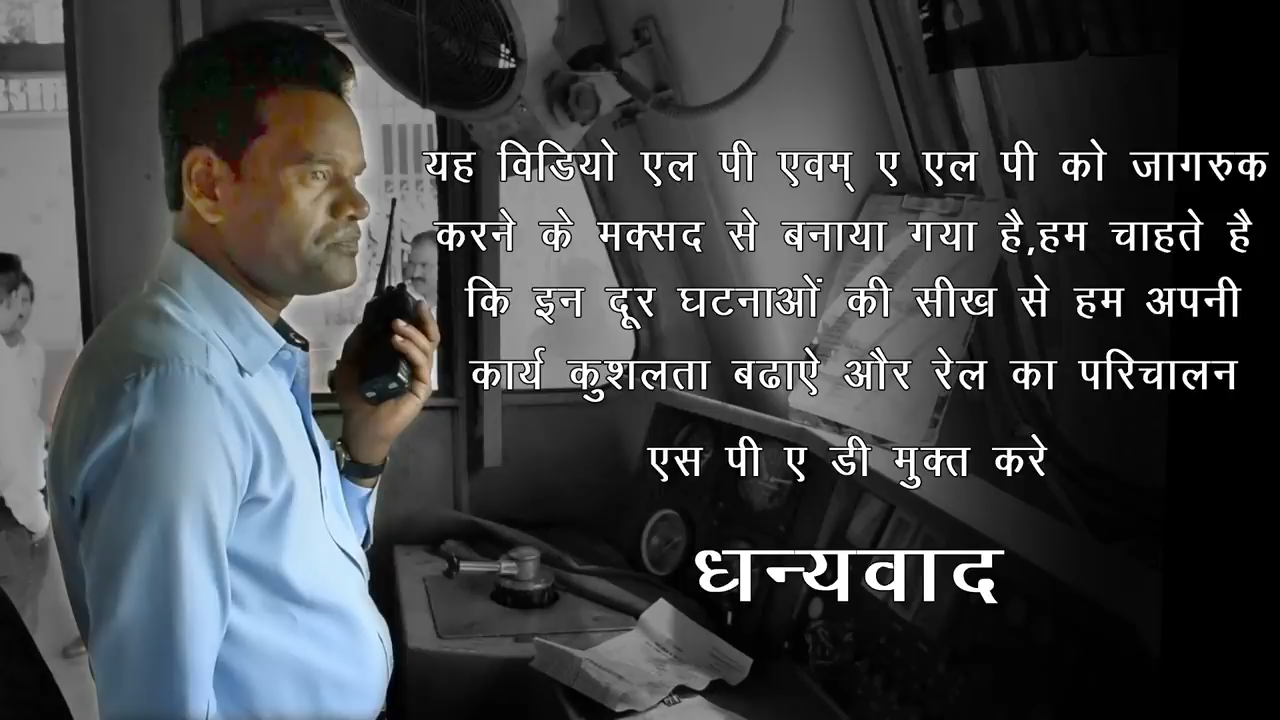 यह विडियो एल पी एवम् ए एल पी को जागरुक
करने के मक्सद से बनाया गया है,हम चाहते है
कि इन दूर घटनाओं की सीख से हम अपनी
कार्य कुशलता बढाऐ और रेल का परिचालन
एस पी ए डी मुक्त करे
धन्यवाद